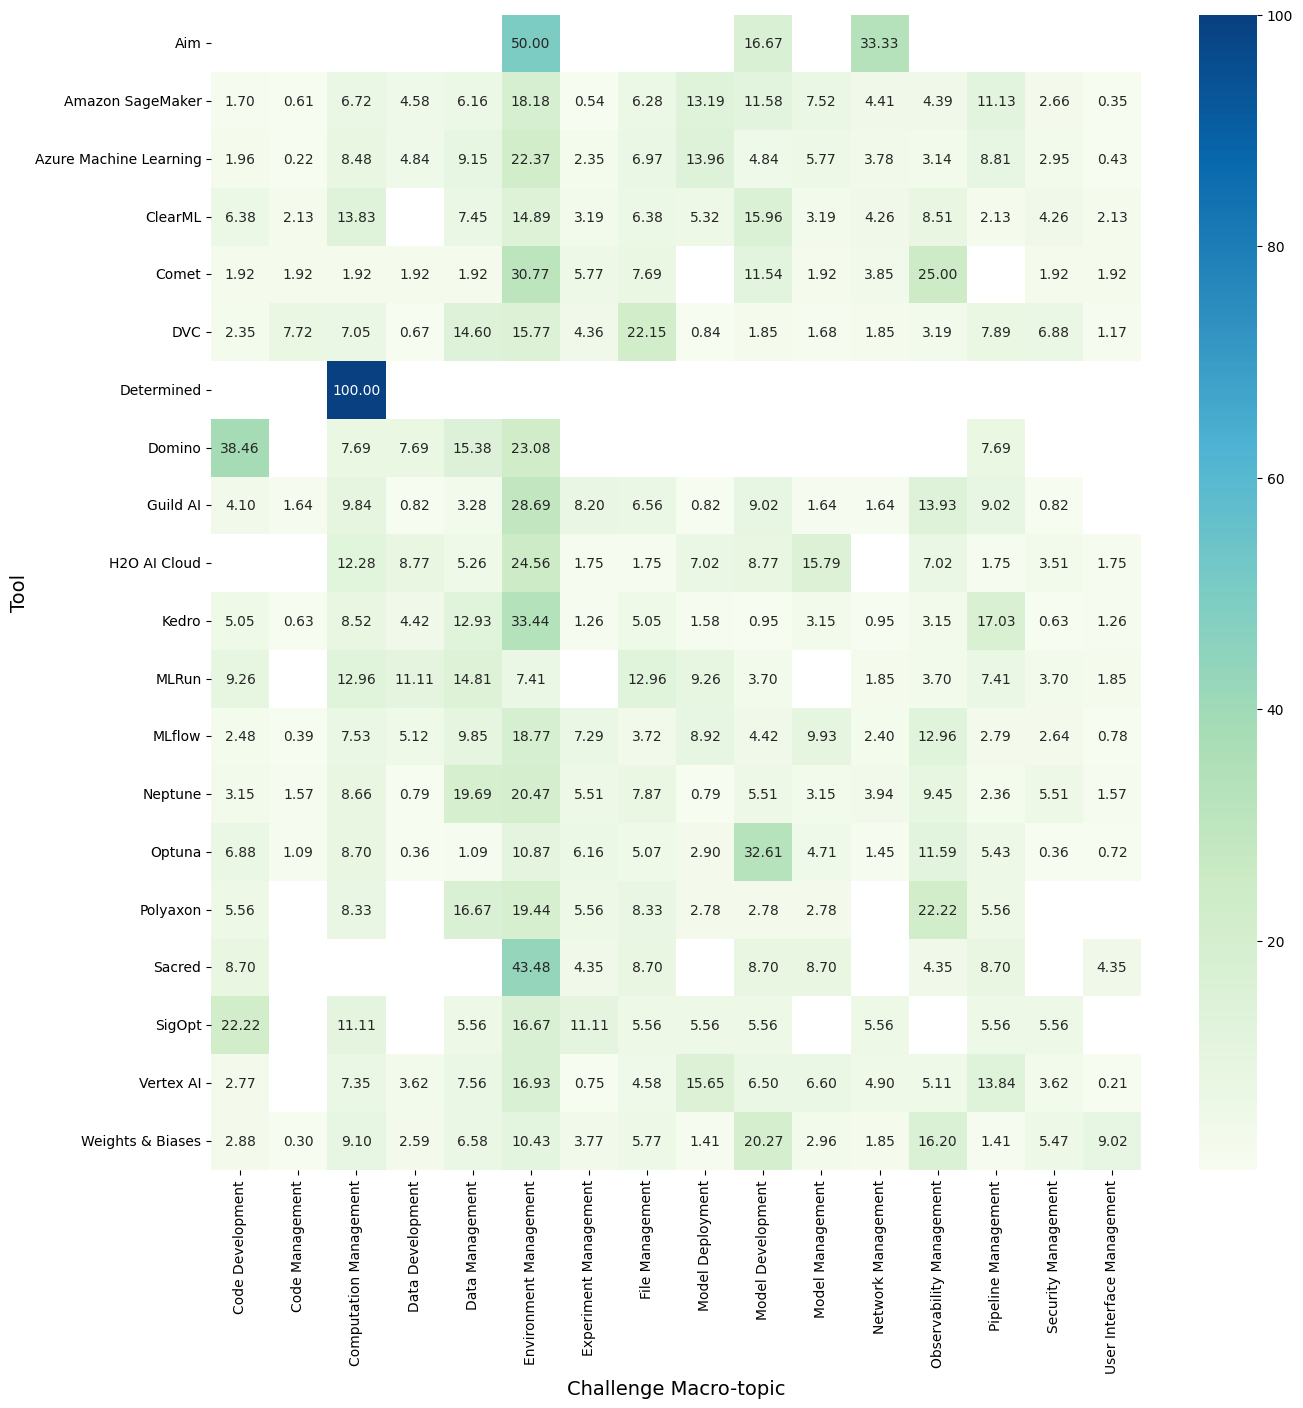 Aim 50.00 16.67 33.33
Amazon SageMaker 1.70 0.61 6.72 4.58 6.16 18.18 0.54 6.28 13.19 11.58 7.52 4.41 4.39 11.13 2.66 0.35
Azure Machine Learning 1.96 0.22 8.48 4.84 9.15 22.37 2.35 6.97 13.96 4.84 5.77 3.78 3.14 8.81 2.95 0.43
ClearML 6.38 2.13 13.83 7.45 14.89 3.19 6.38 5.32 15.96 3.19 4.26 8.51 2.13 4.26 2.13
Comet 1.92 1.92 1.92 1.92 1.92 30.77 5.77 7.69 11.54 1.92 3.85 25.00 1.92 1.92
DVC 2.35 7.72 7.05 0.67 14.60 15.77 4.36 22.15 0.84 1.85 1.68 1.85 3.19 7.89 6.88 1.17
Determined 100.00
Domino 38.46 7.69 7.69 15.38 23.08 7.69
Guild AI 4.10 1.64 9.84 0.82 3.28 28.69 8.20 6.56 0.82 9.02 1.64 1.64 13.93 9.02 0.82
H2O AI Cloud 12.28 8.77 5.26 24.56 1.75 1.75 7.02 8.77 15.79 7.02 1.75 3.51 1.75
Kedro 5.05 0.63 8.52 4.42 12.93 33.44 1.26 5.05 1.58 0.95 3.15 0.95 3.15 17.03 0.63 1.26
MLRun 9.26 12.96 11.11 14.81 7.41 12.96 9.26 3.70 1.85 3.70 7.41 3.70 1.85
MLflow 2.48 0.39 7.53 5.12 9.85 18.77 7.29 3.72 8.92 4.42 9.93 2.40 12.96 2.79 2.64 0.78
Neptune 3.15 1.57 8.66 0.79 19.69 20.47 5.51 7.87 0.79 5.51 3.15 3.94 9.45 2.36 5.51 1.57
Optuna 6.88 1.09 8.70 0.36 1.09 10.87 6.16 5.07 2.90 32.61 4.71 1.45 11.59 5.43 0.36 0.72
Polyaxon 5.56 8.33 16.67 19.44 5.56 8.33 2.78 2.78 2.78 22.22 5.56
Sacred 8.70 43.48 4.35 8.70 8.70 8.70 4.35 8.70 4.35
SigOpt 22.22 11.11 5.56 16.67 11.11 5.56 5.56 5.56 5.56 5.56 5.56
Vertex AI 2.77 7.35 3.62 7.56 16.93 0.75 4.58 15.65 6.50 6.60 4.90 5.11 13.84 3.62 0.21
Weights & Biases 2.88 0.30 9.10 2.59 6.58 10.43 3.77 5.77 1.41 20.27 2.96 1.85 16.20 1.41 5.47 9.02
Tool
Code Development
Code Management
Computation Management
Data Development
Data Management
Environment Management
Experiment Management
File Management
Model Deployment
Model Development
Model Management
Network Management
Observability Management
Pipeline Management
Security Management
User Interface Management
Challenge Macro-topic
100
80
60
40
20